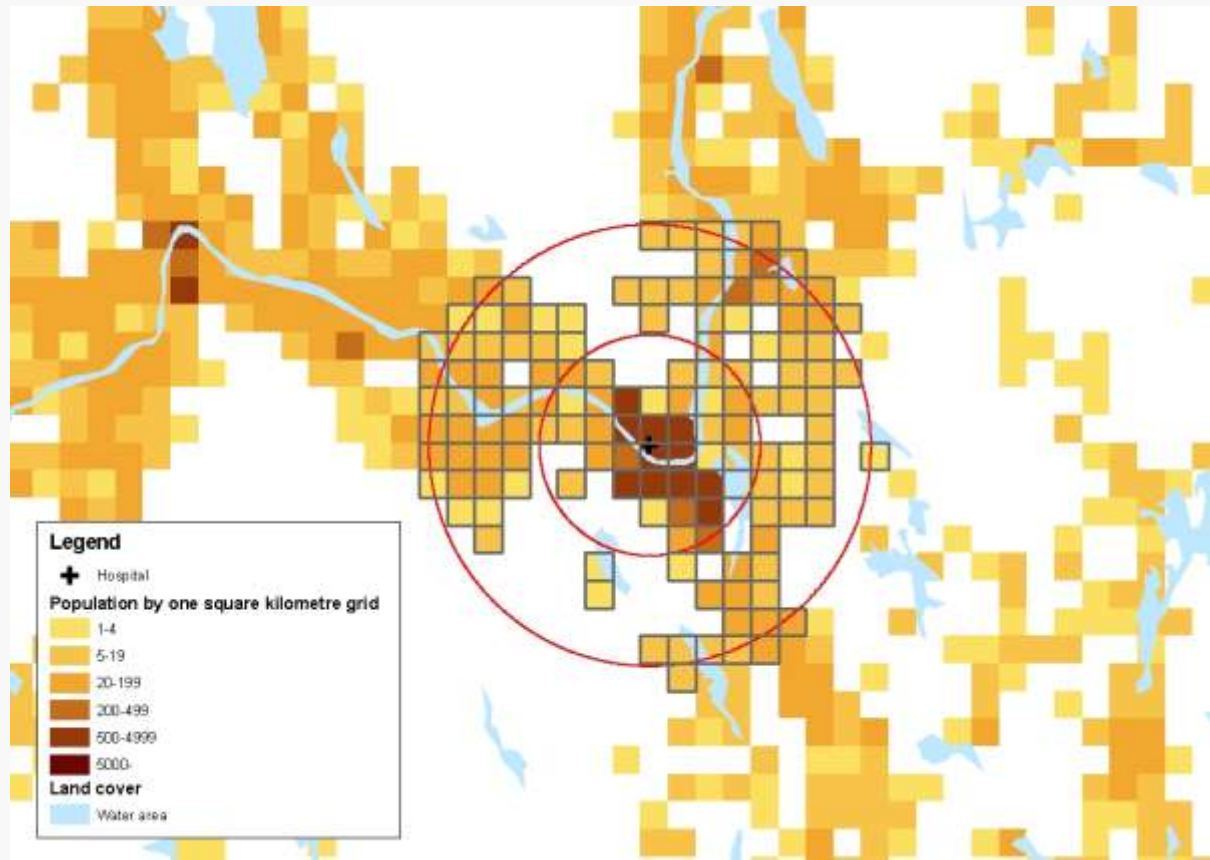 Legend
Hospital
Population by one square kilometre grid
1-4
5-19
20-199
200-499
500-4999
5000-
Land cover
Water area